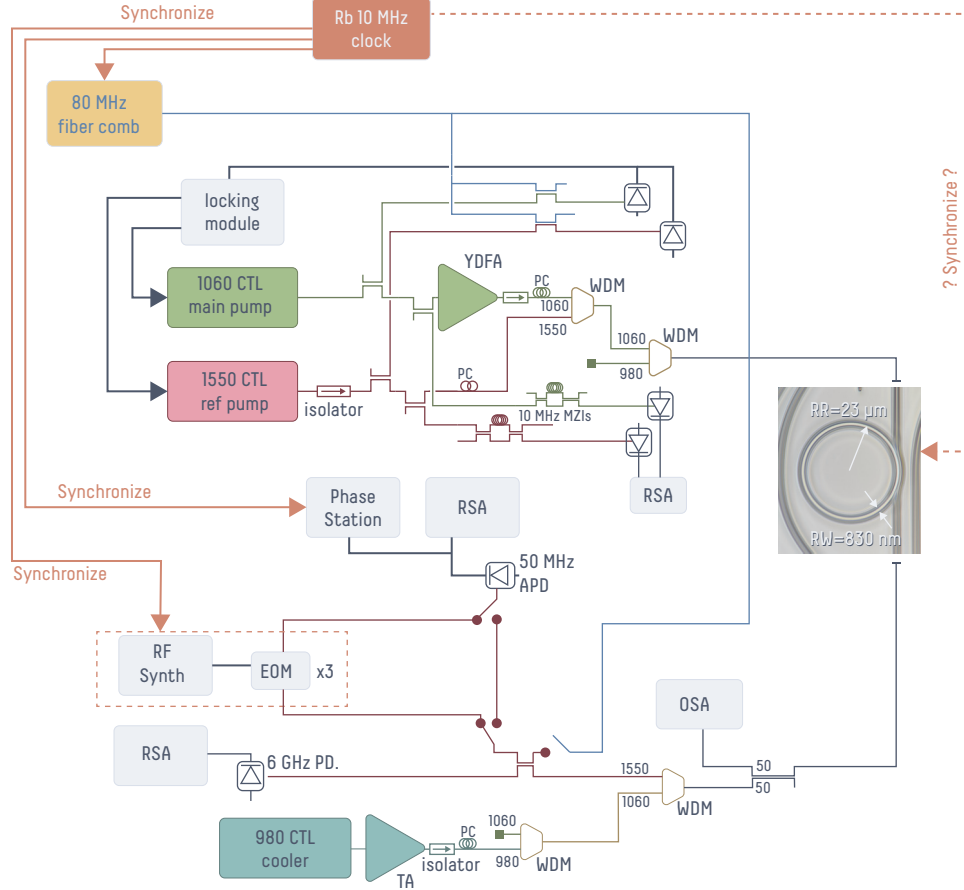 Synchronize
Rb 10 MHz
clock
80 MHz
fiber comb
locking
module
? Synchronize ?
YDFA
1060 CTL
main pump
PC
WDM
1060
1550
WDM
1060
980
1550 CTL
ref pump
isolator
PC
10 MHz MZIs
RR=23 µm
RW=830 nm
Synchronize
Phase
Station
RSA
RSA
50 MHz
APD
Synchronize
RF
Synth
EOM
x3
OSA
RSA
6 GHz PD.
1550
1060
WDM
50
50
980 CTL
cooler
TA
isolator
PC
1060
980
WDM